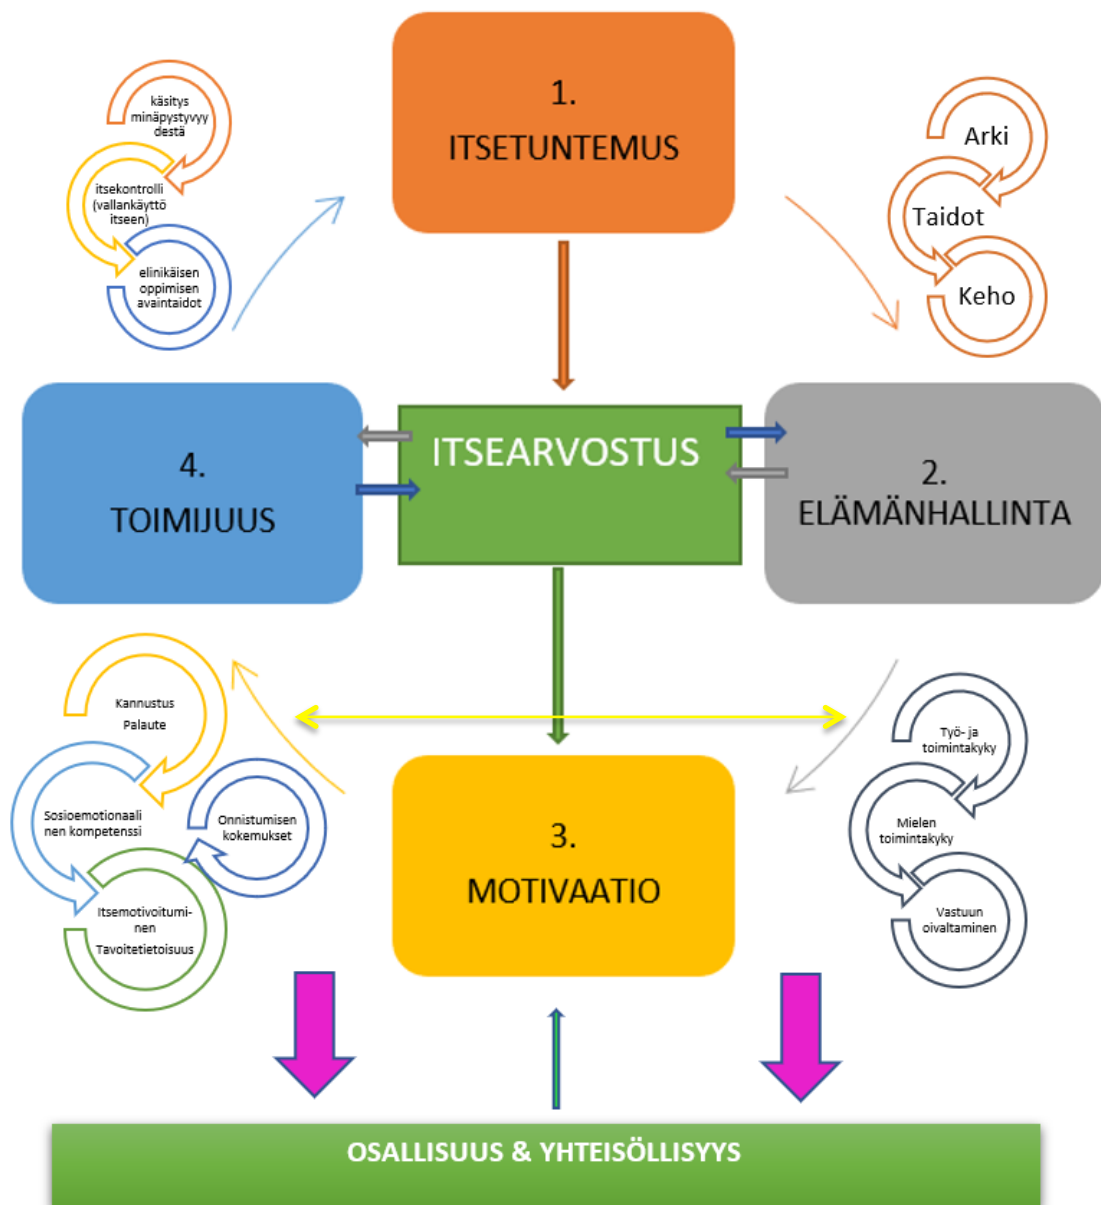 1.
ITSETUNTEMUS
käsitys
minäpystyvyy
destä
itsekontrolli
(vallankäyttö
itseen)
elinikäisen
oppimisen
avaintaidot
Arki
Taidot
Keho
4.
TOIMIJUUS
ITSEARVOSTUS
2.
ELÄMÄNHALLINTA
Kannustus
Palaute
Sosioemotionaali
nen kompetenssi
Onnistumisen
kokemukset
Itsemotivoitumi-
nen
Tavoitetietoisuus
3.
MOTIVAATIO
Työ- ja
toimintakyky
Mielen
toimintakyky
Vastuun
oivaltaminen
OSALLISUUS & YHTEISÖLLISYYS